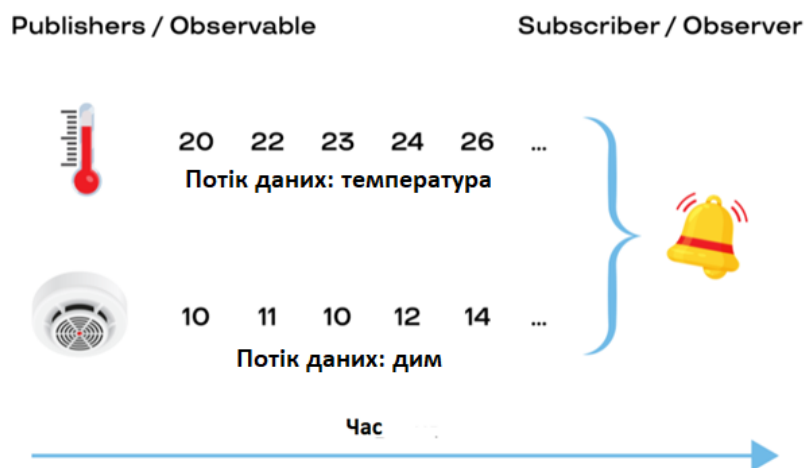 Publishers / Observable
Subscriber / Observer
20 22 23 24 26 ...
Потік даних: температура
10 11 10 12 14 ...
Потік даних: дим
Час